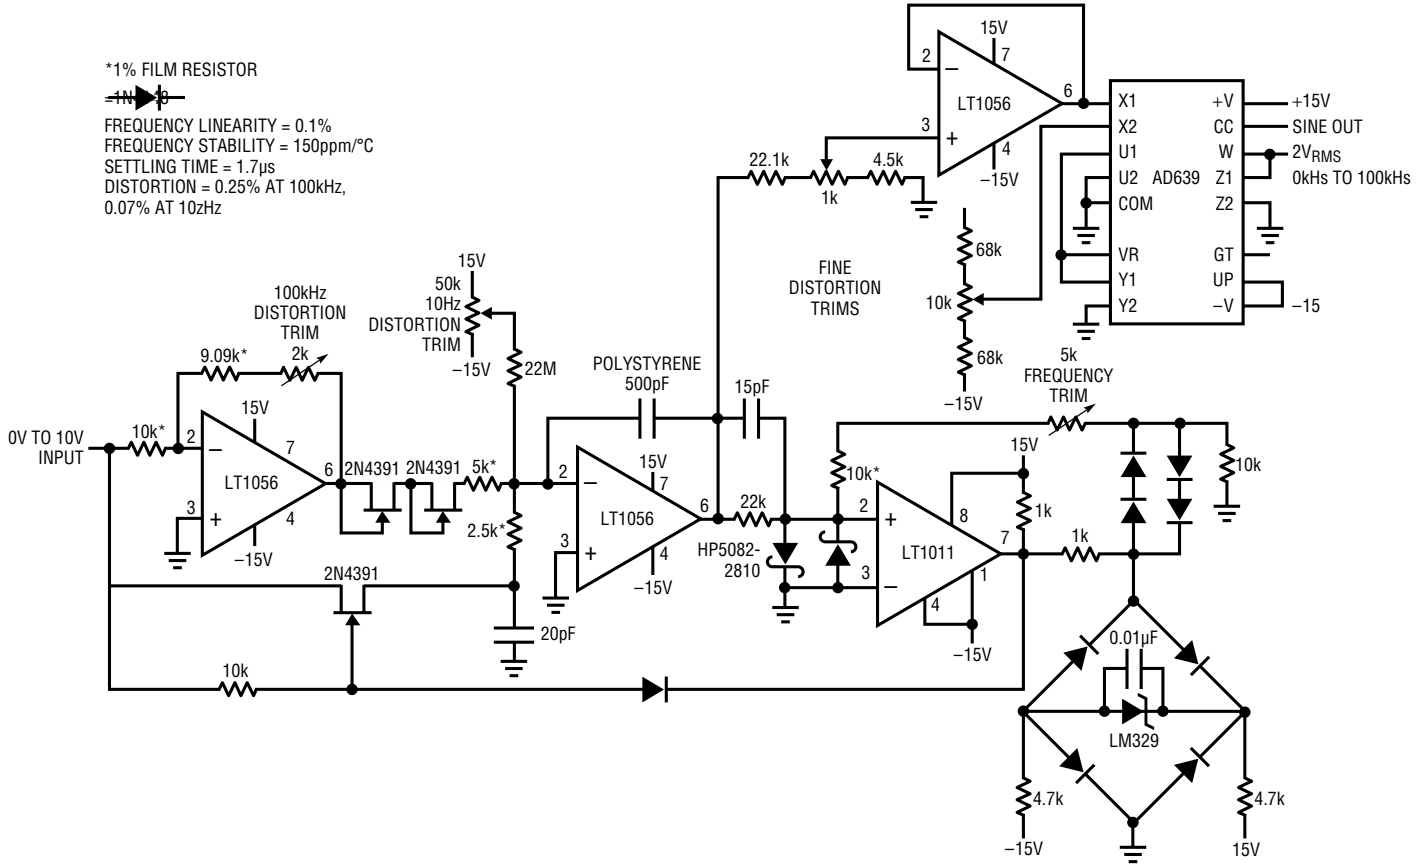 *1% FILM RESISTOR
=1N4148
FREQUENCY LINEARITY = 0.1%
FREQUENCY STABILITY = 150ppm/°C
SETTLING TIME = 1.7µs
DISTORTION = 0.25% AT 100kHz,
0.07% AT 10zHz
15V
2
7
–
LT1056
6
3
+
4
–15V
22.1k
1k
4.5k
X1
X2
U1
U2
COM
VR
Y1
Y2
AD639
+V
CC
W
Z1
Z2
GT
UP
–V
+15V
SINE OUT
2VRMS
0kHs TO 100kHs
–15
68k
10k
68k
–15V
FINE
DISTORTION
TRIMS
15V
50k
10Hz
DISTORTION
TRIM
–15V
22M
100kHz
DISTORTION
TRIM
2k
9.09k*
0V TO 10V
INPUT
10k*
15V
2
7
–
LT1056
6
3
+
4
–15V
2N4391
2N4391
5k*
2.5k*
2N4391
20pF
10k
POLYSTYRENE
500pF
15pF
15V
2
7
–
LT1056
6
3
+
4
–15V
22k
HP5082-
2810
10k*
5k
FREQUENCY
TRIM
15V
2
+
8
LT1011
7
3
–
1
4
–15V
1k
1k
10k
0.01µF
LM329
4.7k
4.7k
–15V
15V